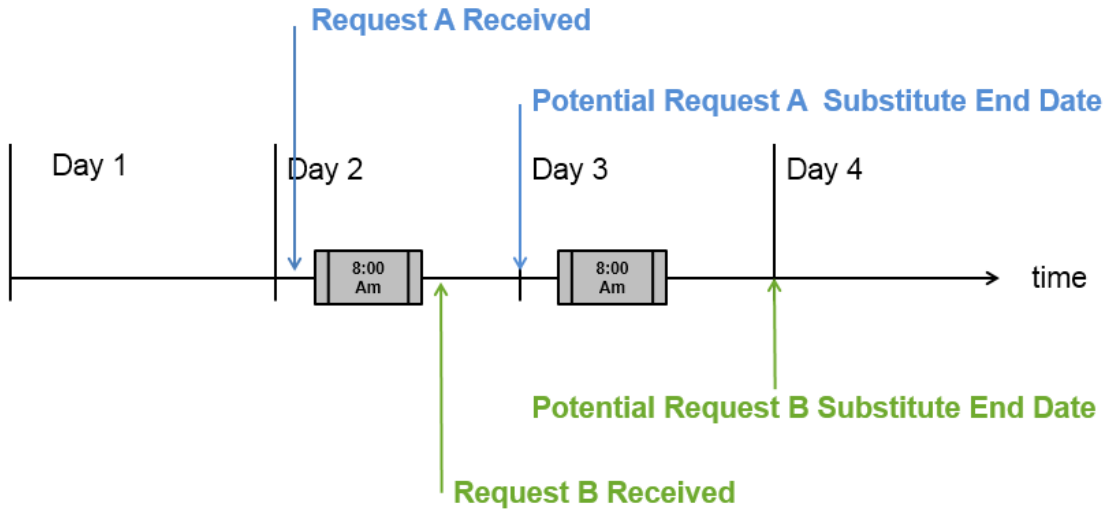 Request A Received
Potential Request A Substitute End Date
Day 1
Day 2
Day 3
Day 4
8:00
Am
8:00
Am
time
Potential Request B Substitute End Date
Request B Received